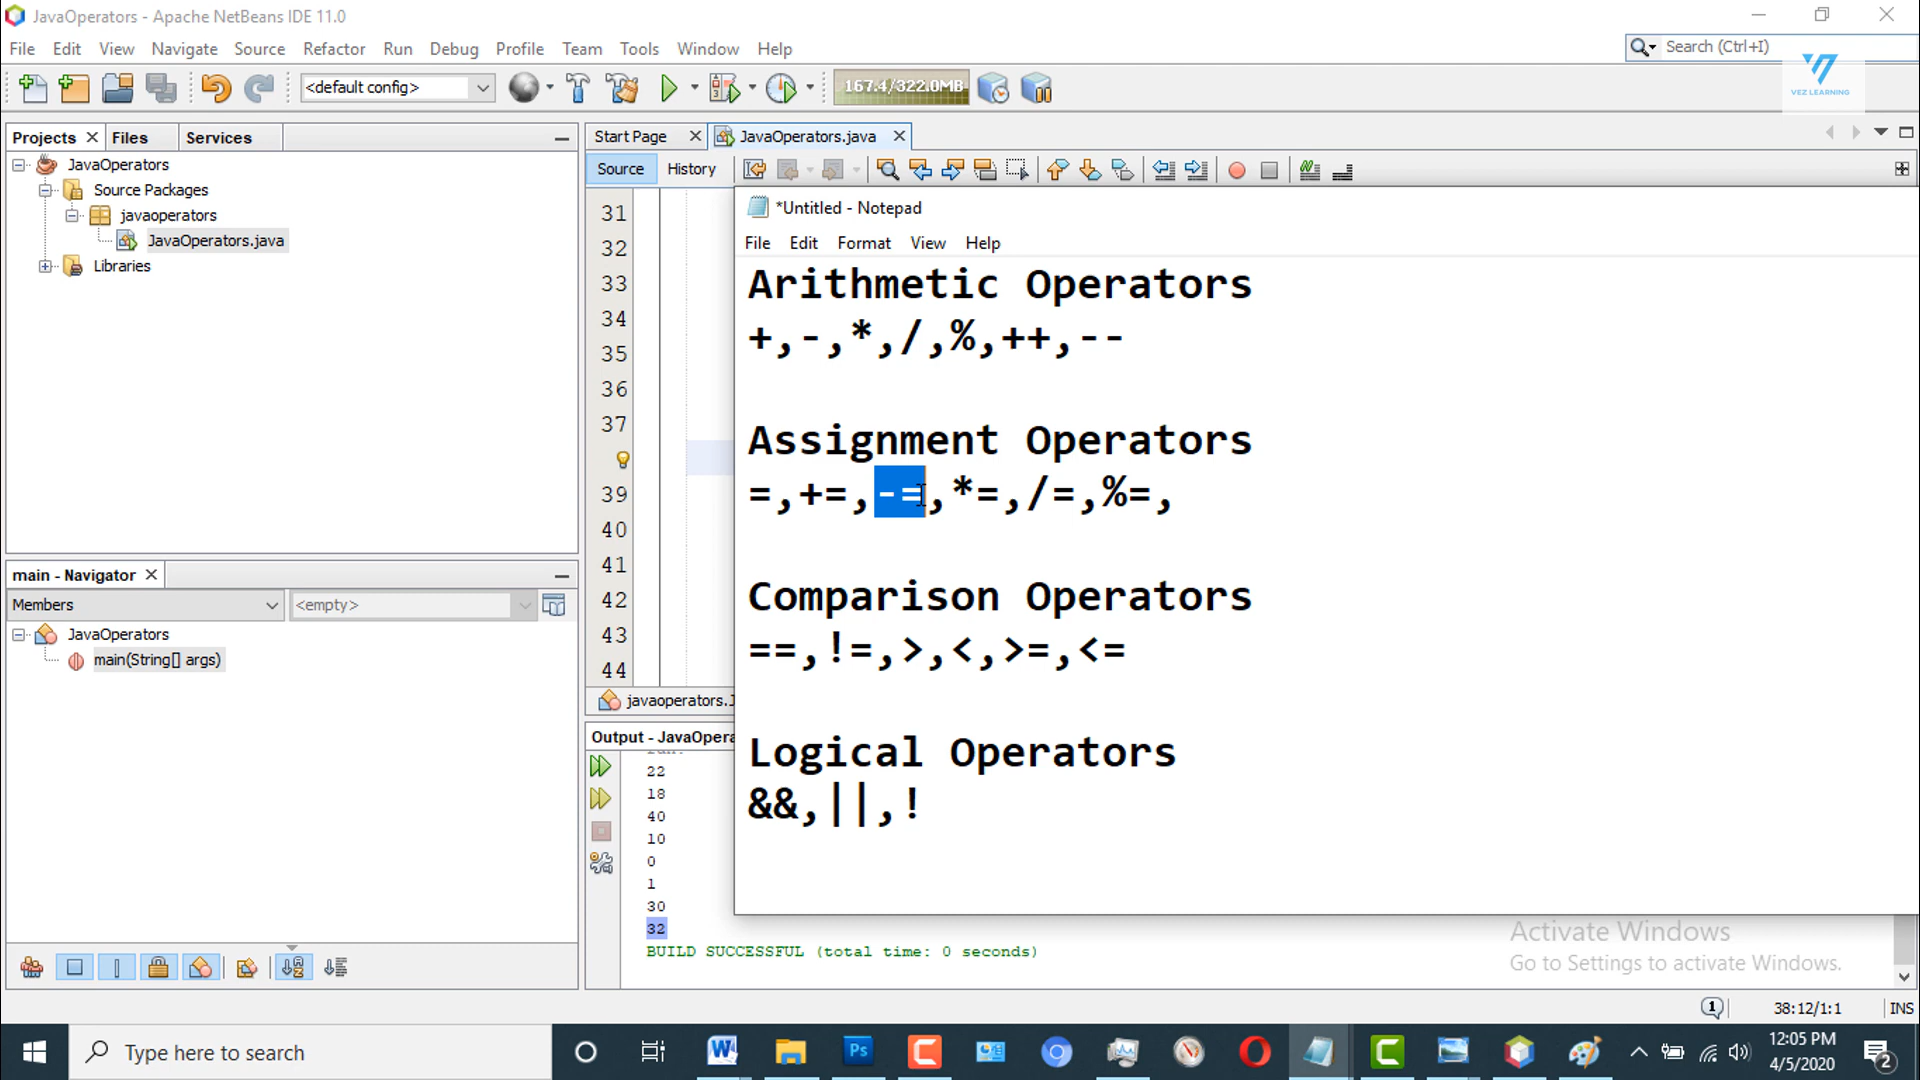 JavaOperators - Apache NetBeans IDE 11.0
File Edit View Navigate Source Refactor Run Debug Profile Team Tools Window Help
Search (Ctrl+I)
<default config>
167.4/322.0MB
VEZ LEARNING
Projects Files Services
JavaOperators
Source Packages
javaoperators
JavaOperators.java
Libraries
main - Navigator
Members
<empty>
JavaOperators
main(String[] args)
Start Page JavaOperators.java
Source History
31
32
33
34
35
36
37
39
40
41
42
43
44
*Untitled - Notepad
File Edit Format View Help
Arithmetic Operators
+,-,*,/,%,++,--
Assignment Operators
=,+=,-=,*=,/=,%=,
Comparison Operators
==,!=,>,<,>=,<=
Logical Operators
&&,||,!
javaoperators.
Output - JavaOpera
22
18
40
10
0
1
30
32
BUILD SUCCESSFUL (total time: 0 seconds)
Activate Windows
Go to Settings to activate Windows.
1
38:12/1:1 INS
Type here to search
W
Ps
12:05 PM
4/5/2020
2